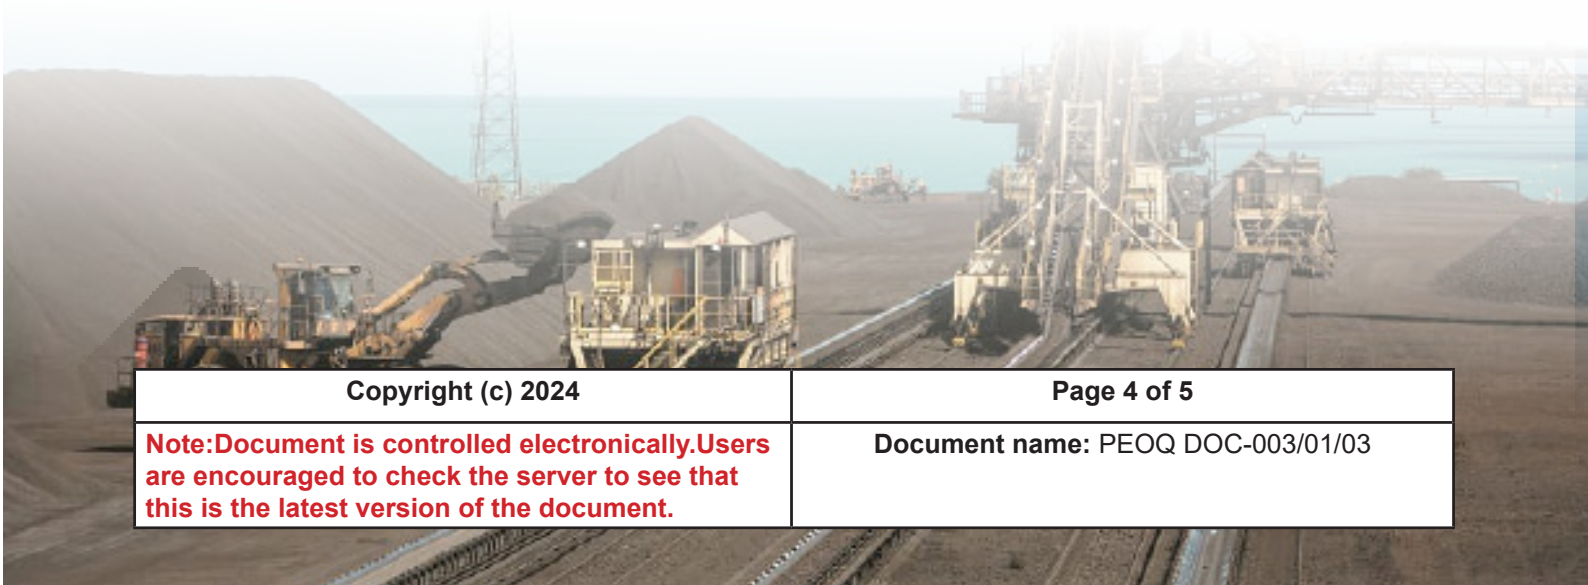 Copyright (c) 2024
Page 4 of 5
Note:Document is controlled electronically.Users
are encouraged to check the server to see that
this is the latest version of the document.
Document name: PEOQ DOC-003/01/03